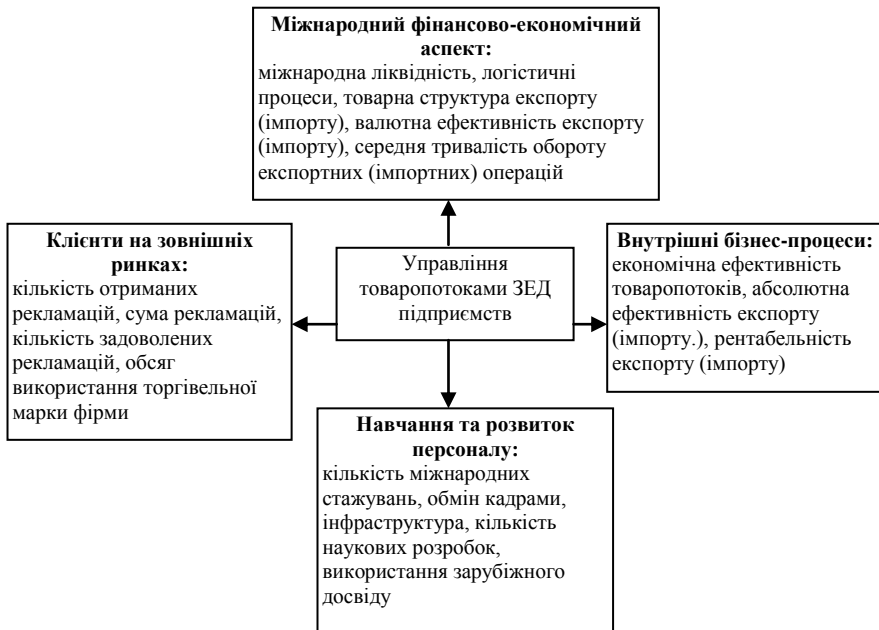 Міжнародний фінансово-економічний
аспект:
міжнародна ліквідність, логістичні
процеси, товарна структура експорту
(імпорту), валютна ефективність експорту
(імпорту), середня тривалість обороту
експортних (імпортних) операцій
Клієнти на зовнішніх
ринках:
кількість отриманих
рекламацій, сума рекламацій,
кількість задоволених
рекламацій, обсяг
використання торгівельної
марки фірми
Управління
товаропотоками ЗЕД
підприємств
Внутрішні бізнес-процеси:
економічна ефективність
товаропотоків, абсолютна
ефективність експорту
(імпорту.), рентабельність
експорту (імпорту)
Навчання та розвиток
персоналу:
кількість міжнародних
стажувань, обмін кадрами,
інфраструктура, кількість
наукових розробок,
використання зарубіжного
досвіду